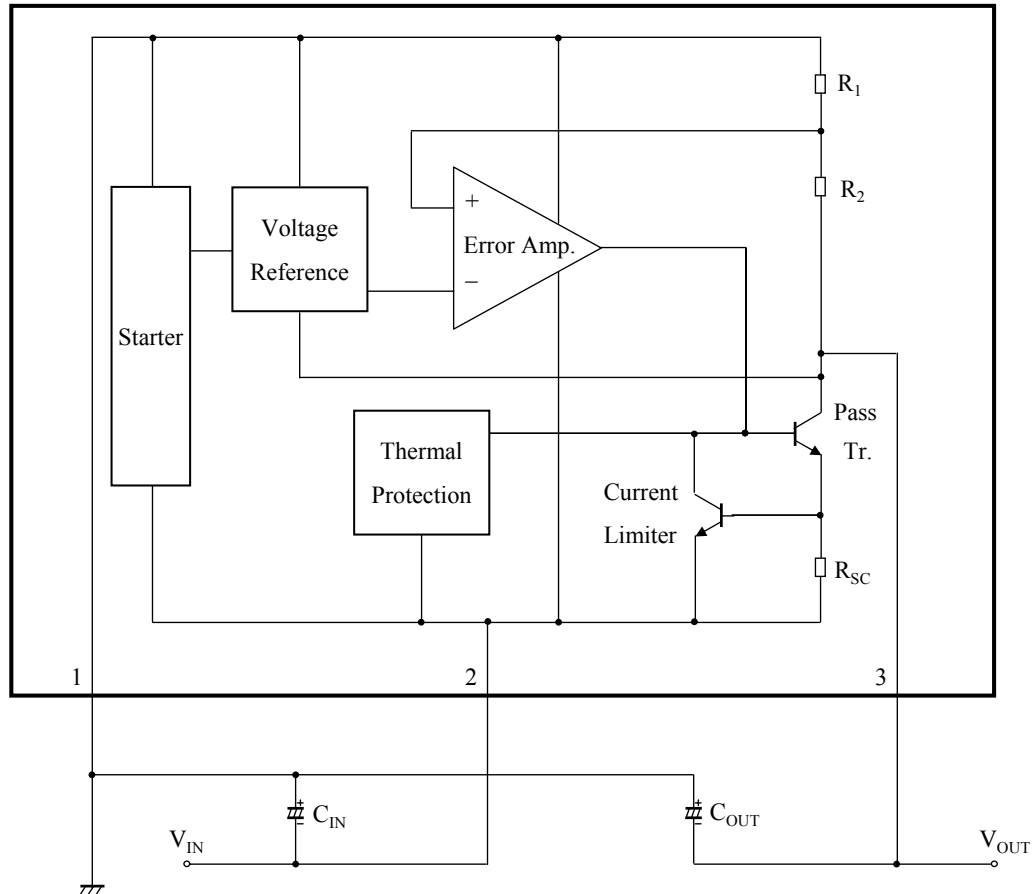 R1
R2
+
Error Amp.
−
Voltage
Reference
Starter
Pass
Tr.
Thermal
Protection
Current
Limiter
RSC
1
2
3
+
CIN
−
+
COUT
−
VIN
VOUT